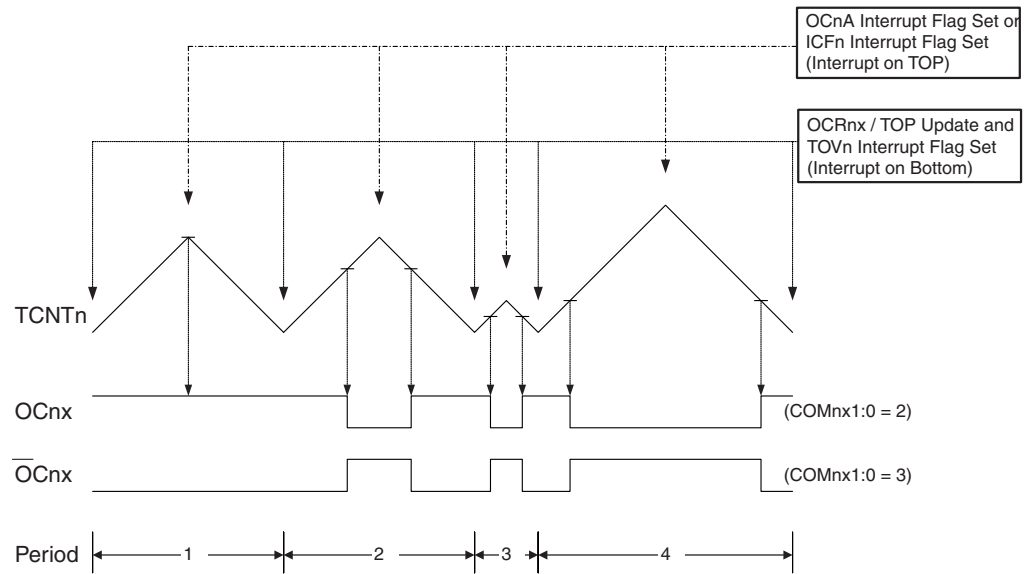 OCnA Interrupt Flag Set or
ICFn Interrupt Flag Set
(Interrupt on TOP)
OCRnx / TOP Update and
TOVn Interrupt Flag Set
(Interrupt on Bottom)
TCNTn
OCnx
(COMnx1:0 = 2)
O̅Cnx
(COMnx1:0 = 3)
Period
1
2
3
4